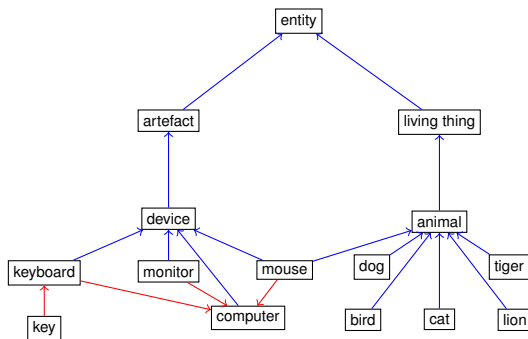 entity
artefact
living thing
device
animal
keyboard
monitor
mouse
dog
tiger
key
computer
bird
cat
lion